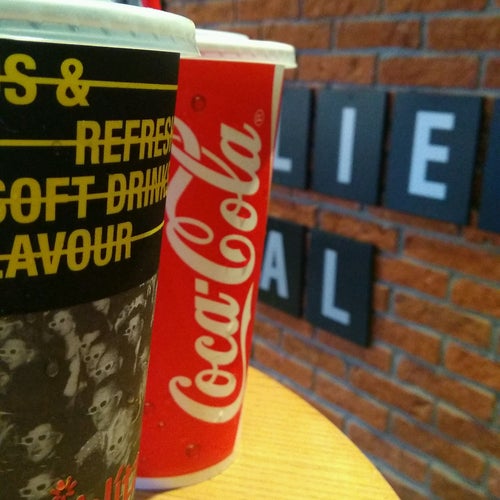 S &
REFRES
SOFT DRINK
LAVOUR
Coca-Cola®
LIE
AL